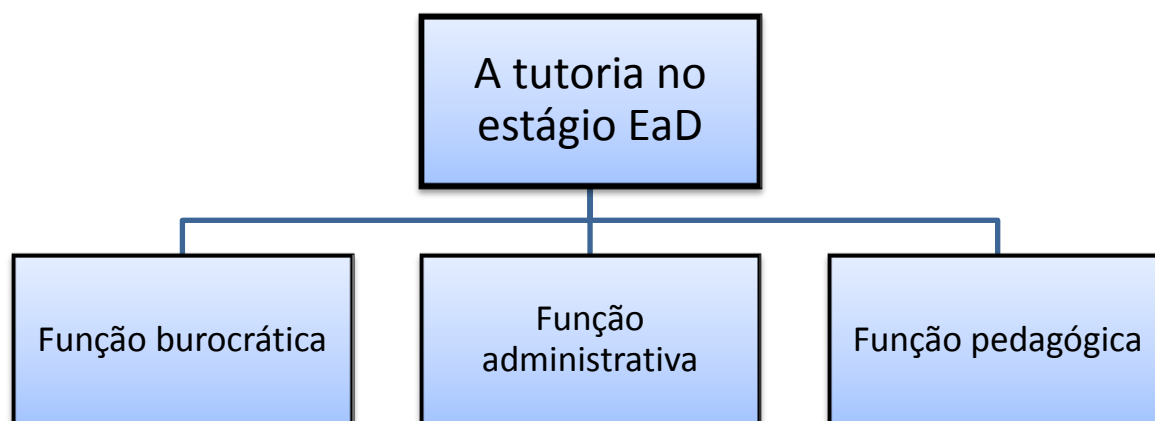 A tutoria no
estágio EaD
Função burocrática
Função
administrativa
Função pedagógica